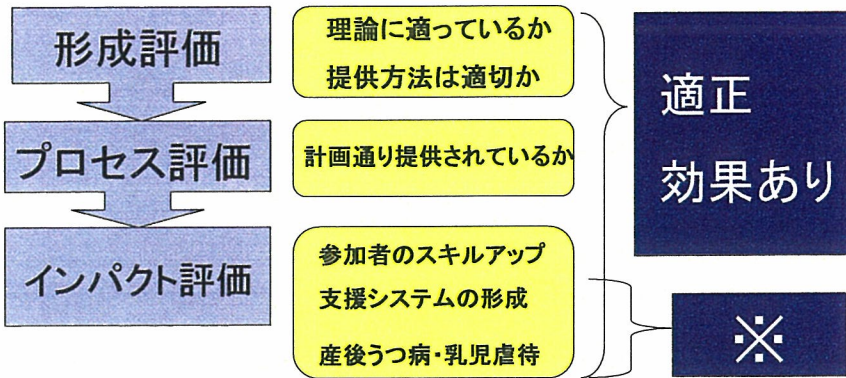 形成評価
理論に適っているか
提供方法は適切か
適正
効果あり
プロセス評価
計画通り提供されているか
インパクト評価
参加者のスキルアップ
支援システムの形成
産後うつ病・乳児虐待
※